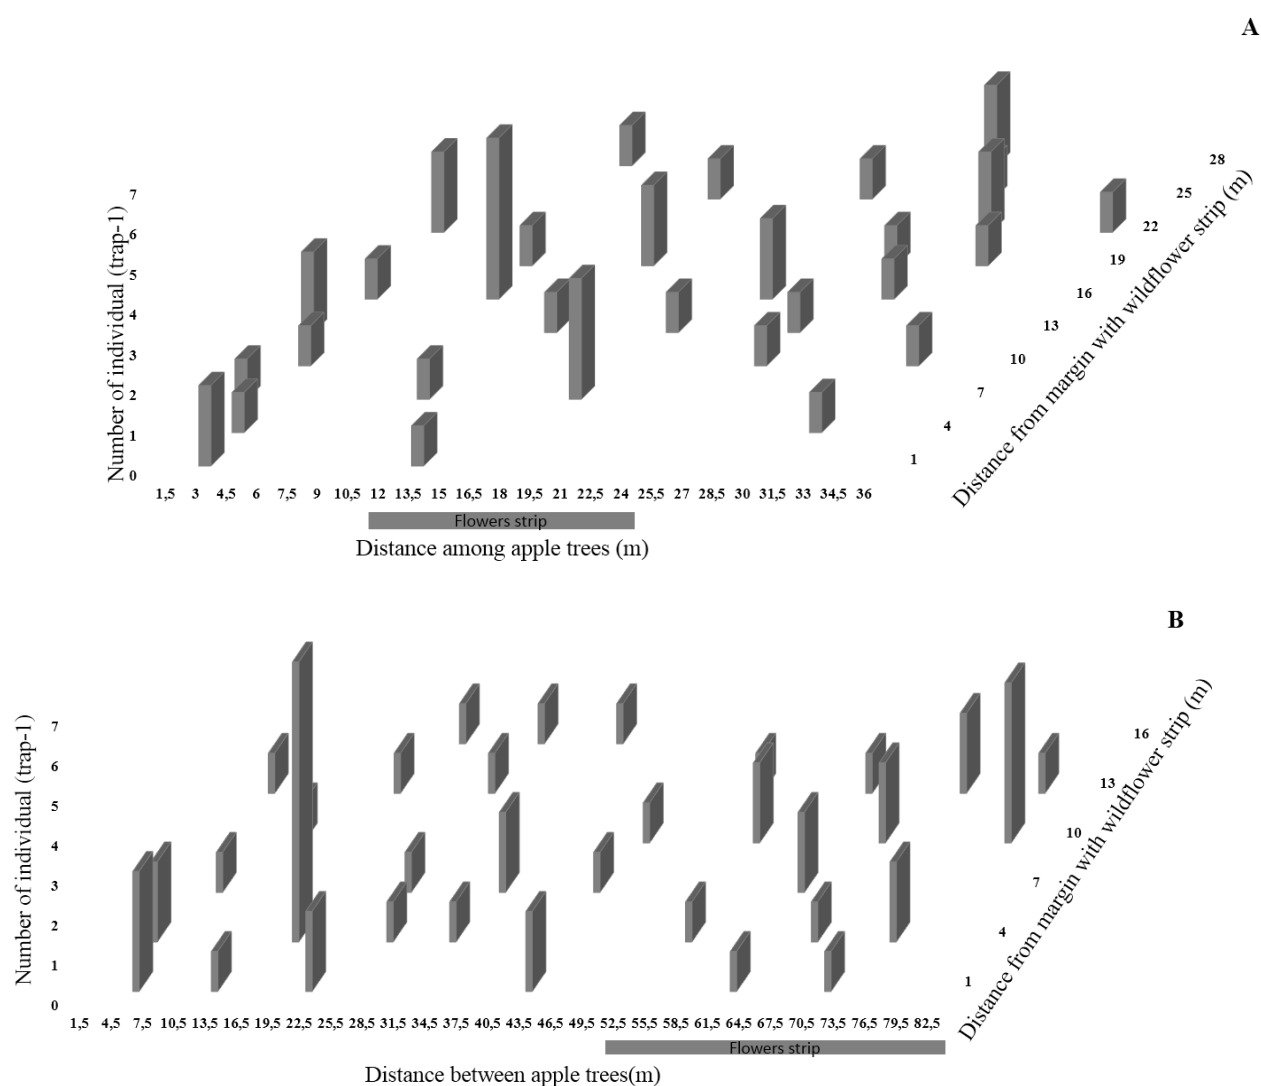 A
7
6
5
4
3
2
1
0
Number of individual (trap-1)
1,5 3 4,5 6 7,5 9 10,5 12 13,5 15 16,5 18 19,5 21 22,5 24 25,5 27 28,5 30 31,5 33 34,5 36
Flowers strip
Distance among apple trees (m)
28
25
22
19
16
13
10
7
4
1
Distance from margin with wildflower strip (m)
B
7
6
5
4
3
2
1
0
Number of individual (trap-1)
1,5 4,5 7,5 10,5 13,5 16,5 19,5 22,5 25,5 28,5 31,5 34,5 37,5 40,5 43,5 46,5 49,5 52,5 55,5 58,5 61,5 64,5 67,5 70,5 73,5 76,5 79,5 82,5
Flowers strip
Distance between apple trees(m)
16
13
10
7
4
1
Distance from margin with wildflower strip (m)